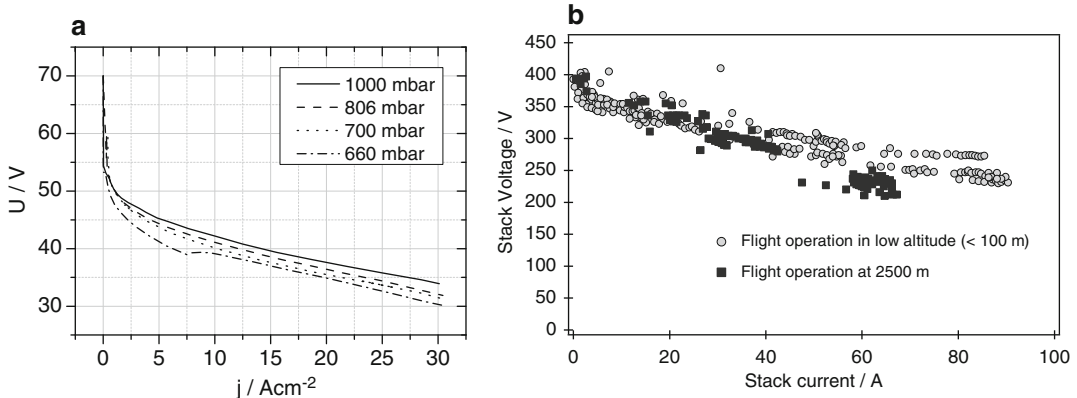 a
U / V
70
60
50
40
30
1000 mbar
806 mbar
700 mbar
660 mbar
0 5 10 15 20 25 30
j / Acm-2
b
Stack Voltage / V
450
400
350
300
250
200
150
100
50
0
Flight operation in low altitude (< 100 m)
Flight operation at 2500 m
0 20 40 60 80 100
Stack current / A